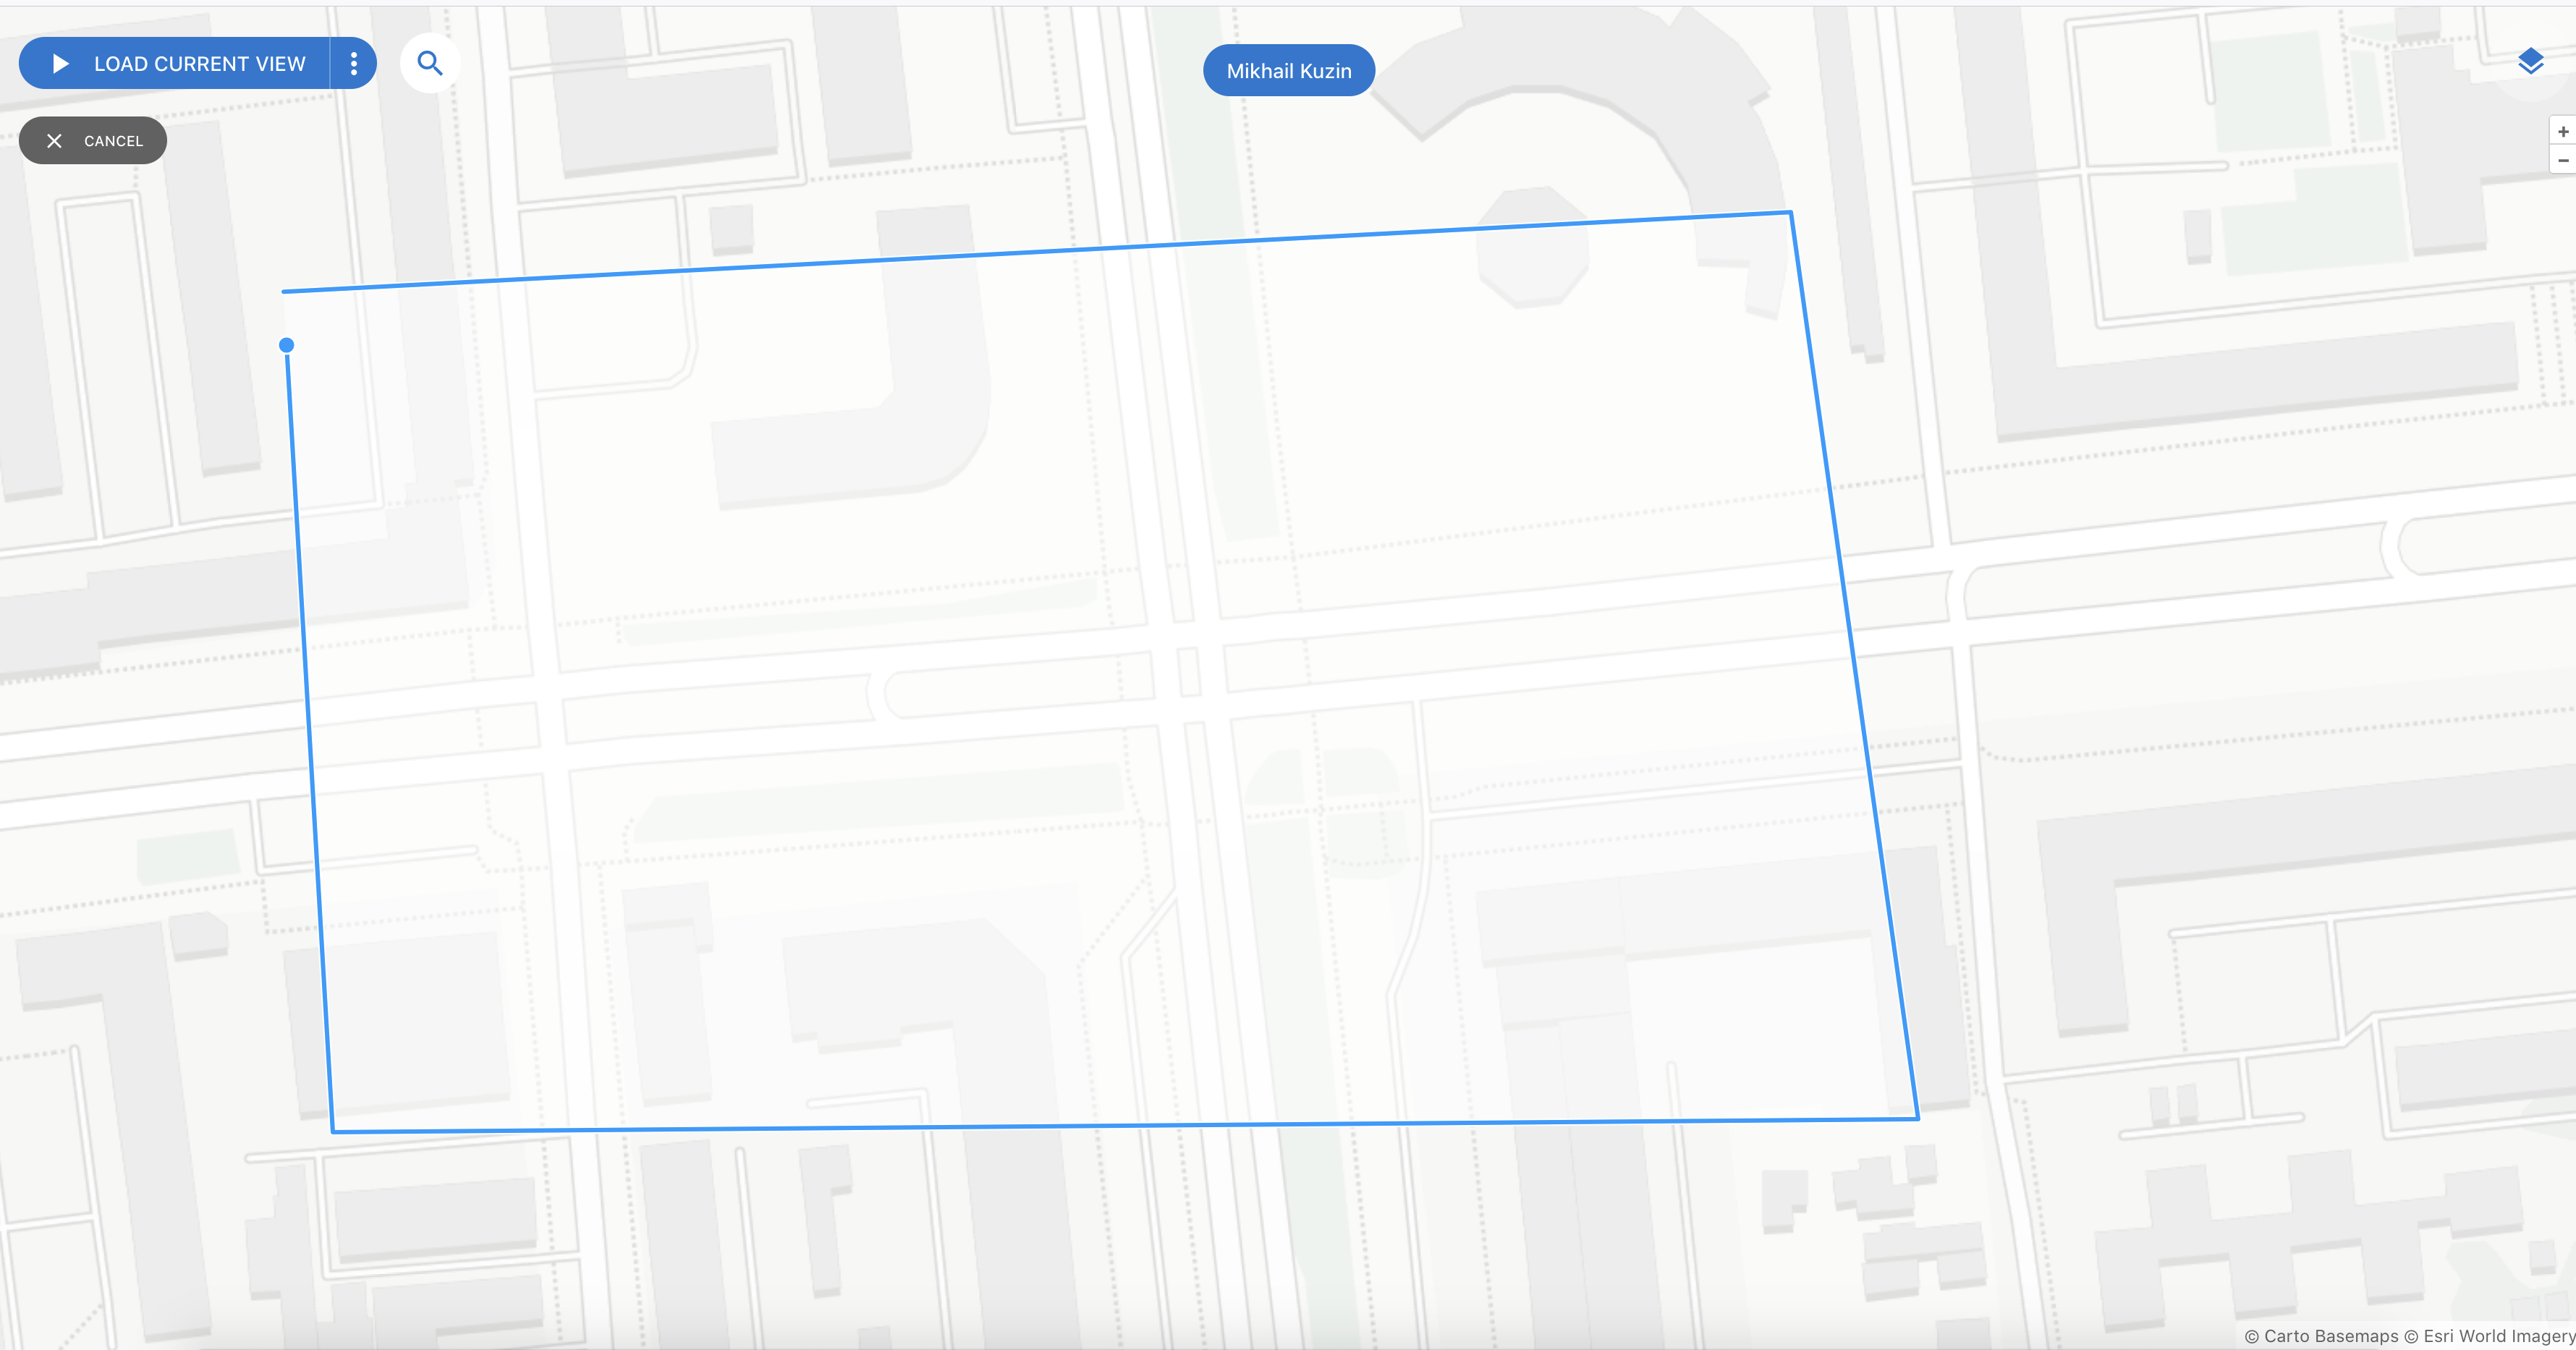 LOAD CURRENT VIEW
Mikhail Kuzin
CANCEL
+
−
© Carto Basemaps © Esri World Imagery